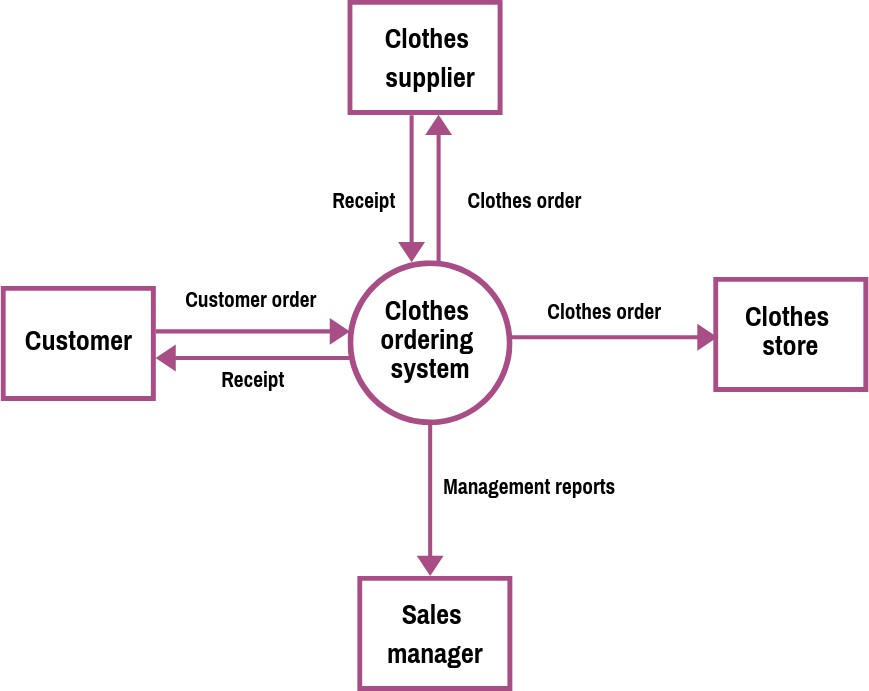 Clothes
supplier
Receipt
Clothes order
Customer order
Customer
Receipt
Clothes
ordering
system
Clothes order
Clothes
store
Management reports
Sales
manager